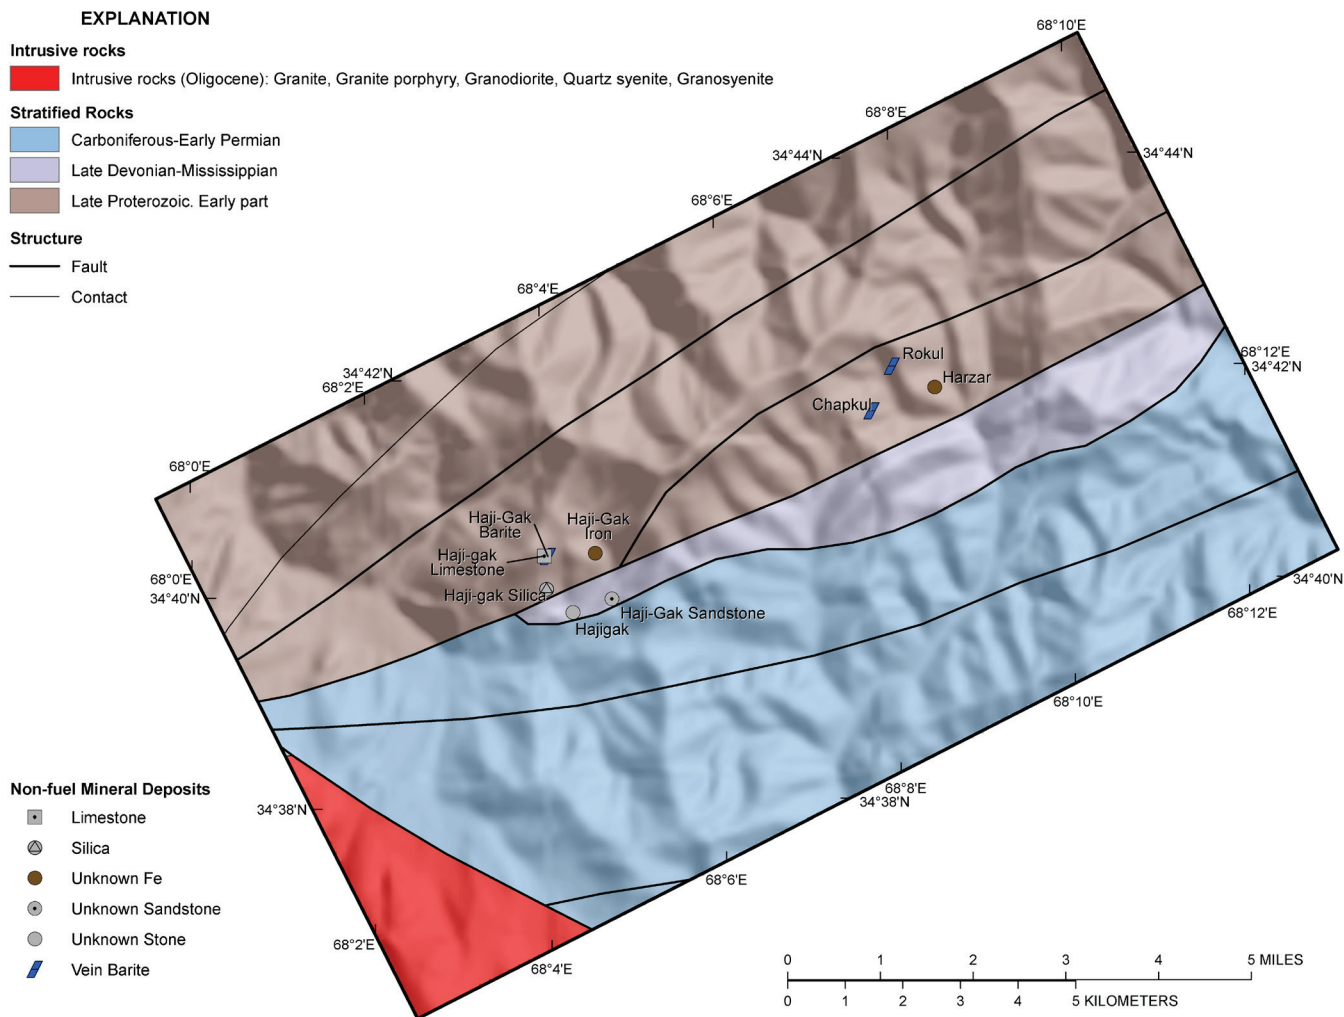 EXPLANATION
Intrusive rocks
Intrusive rocks (Oligocene): Granite, Granite porphyry, Granodiorite, Quartz syenite, Granosyenite
Stratified Rocks
Carboniferous-Early Permian
Late Devonian-Mississippian
Late Proterozoic. Early part
Structure
Fault
Contact
68°10'E
68°8'E
34°44'N
34°44'N
68°6'E
68°4'E
34°42'N
68°2'E
68°12'E
34°42'N
Rokul
Harzar
Chapkul
68°0'E
Haji-Gak
Barite
Haji-Gak
Iron
Haji-gak
Limestone
Haji-gak Silica
Haji-Gak Sandstone
Hajigak
68°0'E
34°40'N
34°40'N
68°12'E
68°10'E
68°8'E
34°38'N
34°38'N
68°6'E
68°2'E
68°4'E
Non-fuel Mineral Deposits
Limestone
Silica
Unknown Fe
Unknown Sandstone
Unknown Stone
Vein Barite
0 1 2 3 4 5 MILES
0 1 2 3 4 5 KILOMETERS